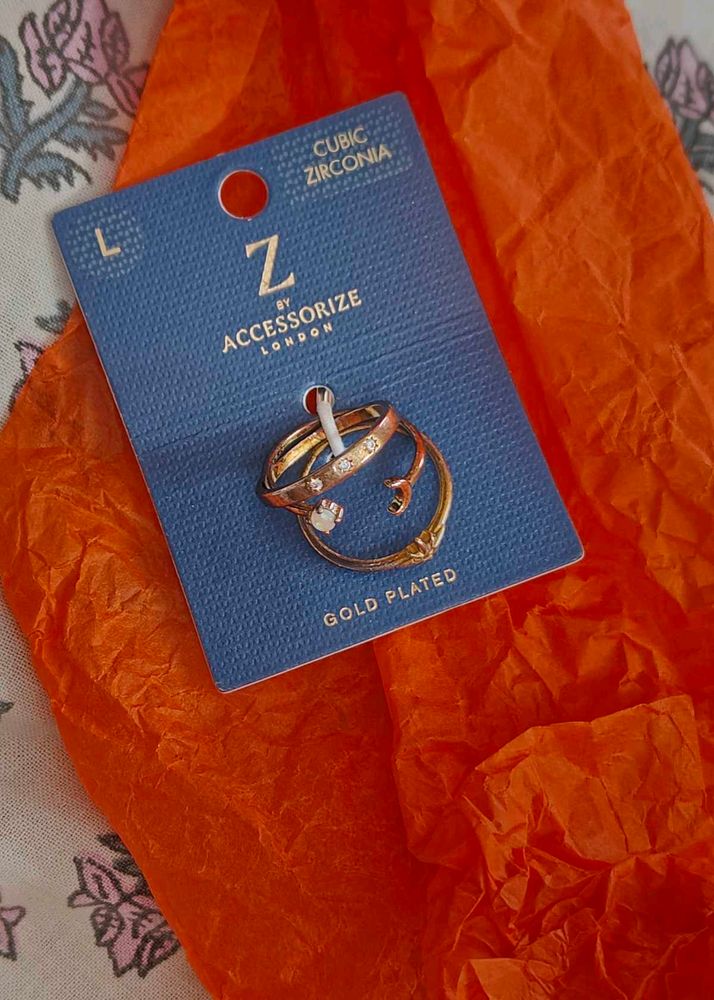 CUBIC
ZIRCONIA
L
Z
BY
ACCESSORIZE
LONDON
GOLD PLATED